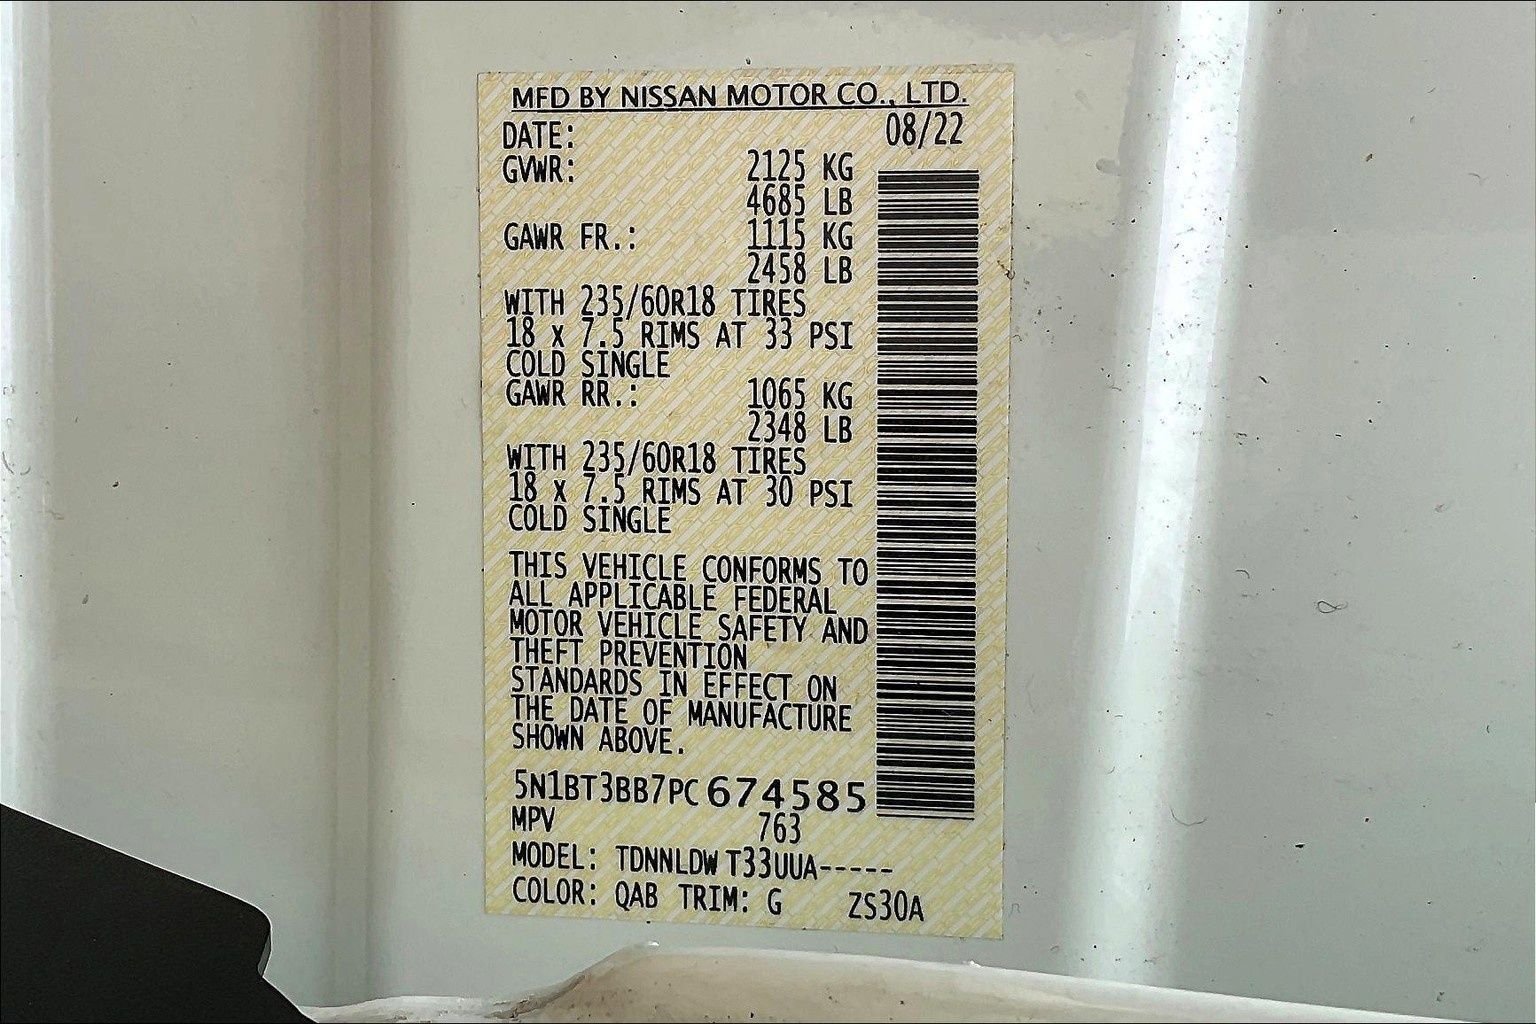 MFD BY NISSAN MOTOR CO., LTD.
DATE: 08/22
GVWR: 2125 KG
4685 LB
GAWR FR.: 1115 KG
2458 LB
WITH 235/60R18 TIRES
18 x 7.5 RIMS AT 33 PSI
COLD SINGLE
GAWR RR.: 1065 KG
2348 LB
WITH 235/60R18 TIRES
18 x 7.5 RIMS AT 30 PSI
COLD SINGLE
THIS VEHICLE CONFORMS TO
ALL APPLICABLE FEDERAL
MOTOR VEHICLE SAFETY AND
THEFT PREVENTION
STANDARDS IN EFFECT ON
THE DATE OF MANUFACTURE
SHOWN ABOVE.
5N1BT3BB7PC674585
MPV 763
MODEL: TDNNLDW T33UUA-----
COLOR: QAB TRIM: G ZS30A